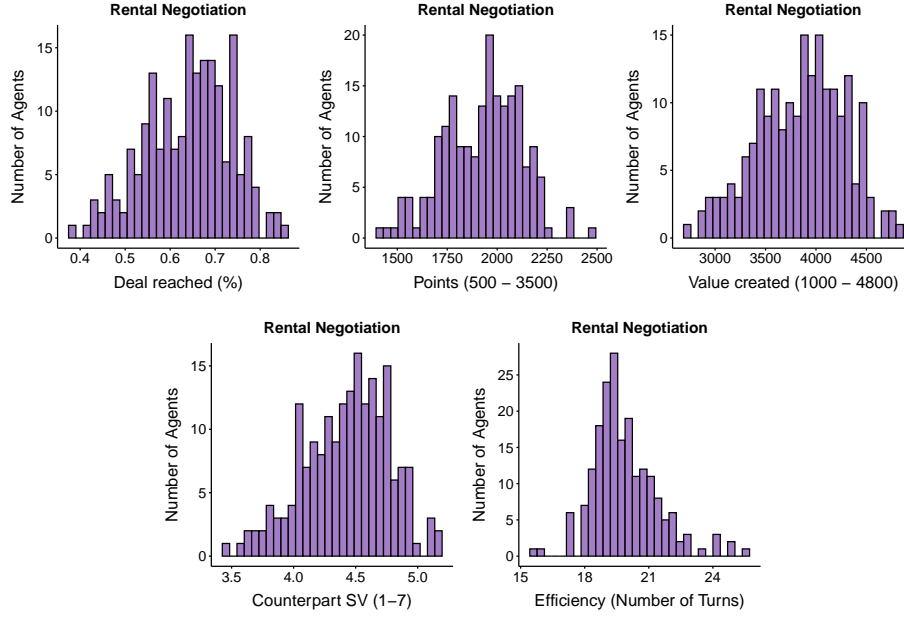 Rental Negotiation
Number of Agents
15
10
5
0
0.4 0.5 0.6 0.7 0.8
Deal reached (%)
Rental Negotiation
Number of Agents
20
15
10
5
0
1500 1750 2000 2250 2500
Points (500 − 3500)
Rental Negotiation
Number of Agents
15
10
5
0
3000 3500 4000 4500
Value created (1000 − 4800)
Rental Negotiation
Number of Agents
15
10
5
0
3.5 4.0 4.5 5.0
Counterpart SV (1−7)
Rental Negotiation
Number of Agents
25
20
15
10
5
0
15 18 21 24
Efficiency (Number of Turns)